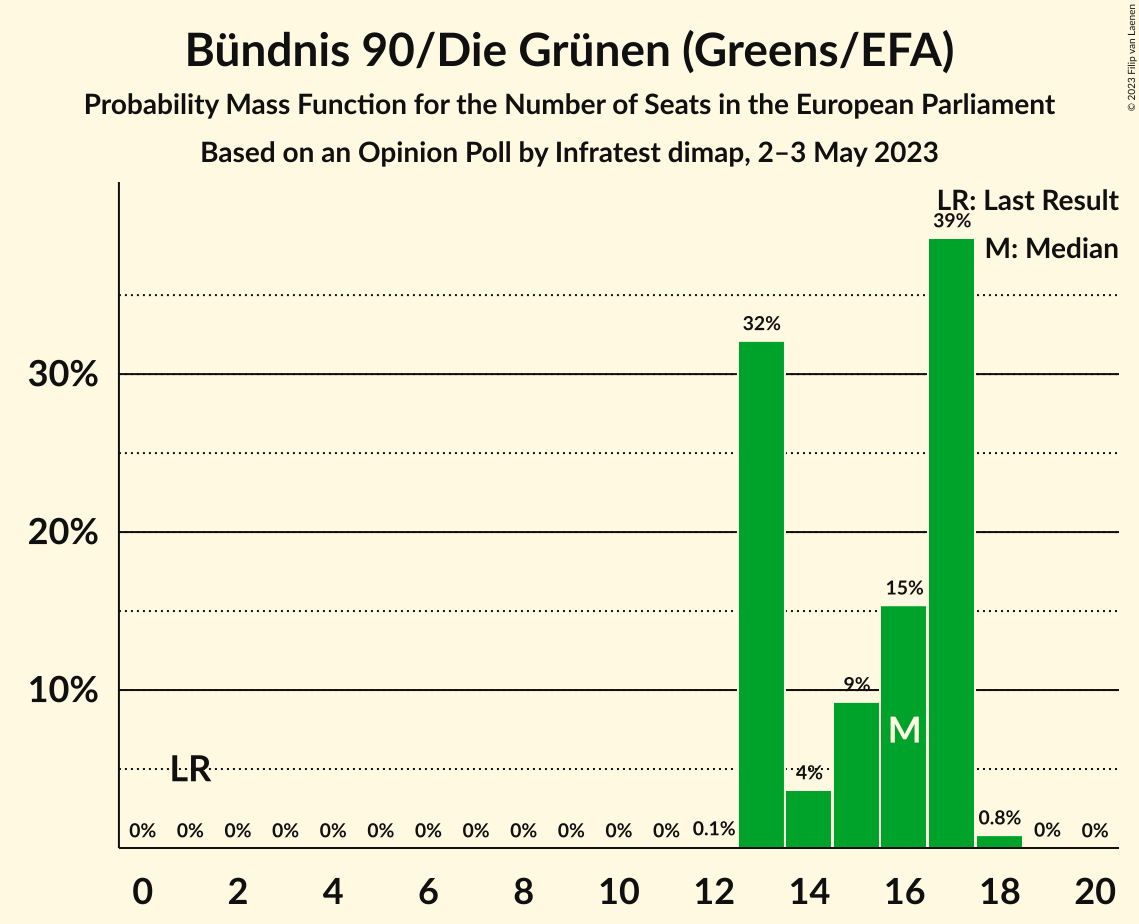 Bündnis 90/Die Grünen (Greens/EFA)
Probability Mass Function for the Number of Seats in the European Parliament
Based on an Opinion Poll by Infratest dimap, 2–3 May 2023
© 2023 Filip van Laenen
LR: Last Result
39%
M: Median
32%
30%
20%
15%
10%
9%
M
LR
4%
0% 0% 0% 0% 0% 0% 0% 0% 0% 0% 0% 0% 0.1% 0.8% 0% 0%
0 2 4 6 8 10 12 14 16 18 20